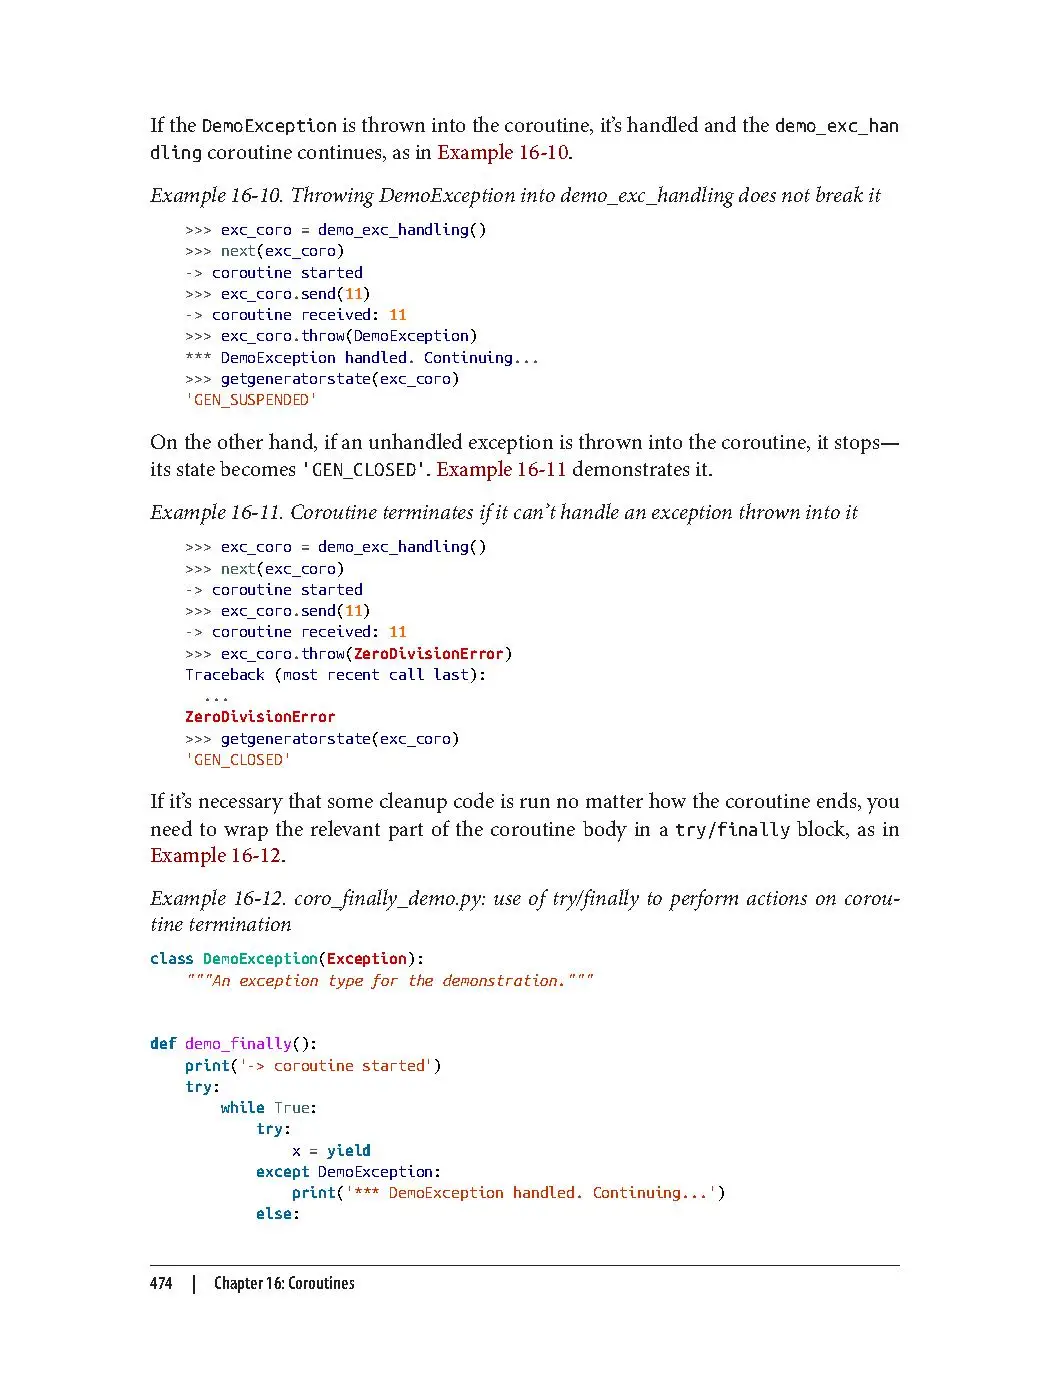 If the DemoException is thrown into the coroutine, it’s handled and the demo_exc_han
dling coroutine continues, as in Example 16-10.
Example 16-10. Throwing DemoException into demo_exc_handling does not break it
>>> exc_coro = demo_exc_handling()
>>> next(exc_coro)
-> coroutine started
>>> exc_coro.send(11)
-> coroutine received: 11
>>> exc_coro.throw(DemoException)
*** DemoException handled. Continuing...
>>> getgeneratorstate(exc_coro)
'GEN_SUSPENDED'
On the other hand, if an unhandled exception is thrown into the coroutine, it stops—
its state becomes 'GEN_CLOSED'. Example 16-11 demonstrates it.
Example 16-11. Coroutine terminates if it can’t handle an exception thrown into it
>>> exc_coro = demo_exc_handling()
>>> next(exc_coro)
-> coroutine started
>>> exc_coro.send(11)
-> coroutine received: 11
>>> exc_coro.throw(ZeroDivisionError)
Traceback (most recent call last):
  ...
ZeroDivisionError
>>> getgeneratorstate(exc_coro)
'GEN_CLOSED'
If it’s necessary that some cleanup code is run no matter how the coroutine ends, you
need to wrap the relevant part of the coroutine body in a try/finally block, as in
Example 16-12.
Example 16-12. coro_finally_demo.py: use of try/finally to perform actions on corou-
tine termination
class DemoException(Exception):
    """An exception type for the demonstration."""
def demo_finally():
    print('-> coroutine started')
    try:
        while True:
            try:
                x = yield
            except DemoException:
                print('*** DemoException handled. Continuing...')
            else:
474 | Chapter 16: Coroutines